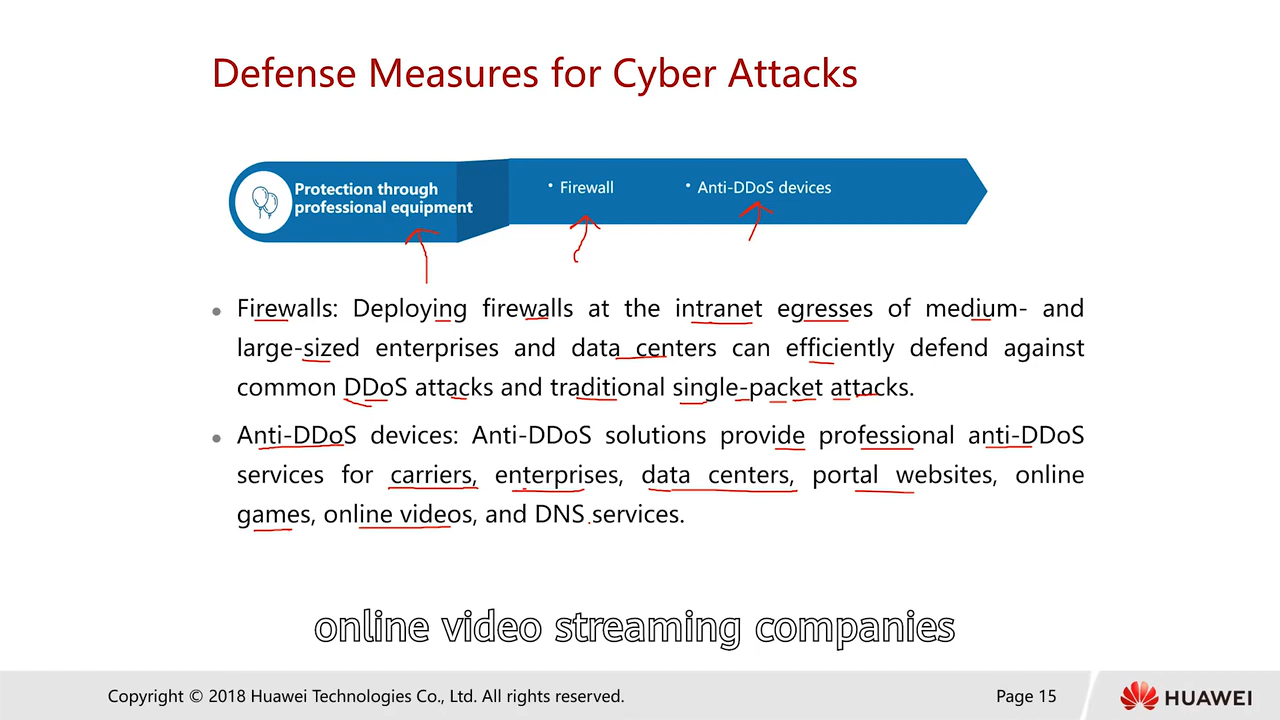 Defense Measures for Cyber Attacks
Protection through
professional equipment
• Firewall
• Anti-DDoS devices
• Firewalls: Deploying firewalls at the intranet egresses of medium- and
large-sized enterprises and data centers can efficiently defend against
common DDoS attacks and traditional single-packet attacks.
• Anti-DDoS devices: Anti-DDoS solutions provide professional anti-DDoS
services for carriers, enterprises, data centers, portal websites, online
games, online videos, and DNS services.
online video streaming companies
Copyright © 2018 Huawei Technologies Co., Ltd. All rights reserved.
Page 15
HUAWEI